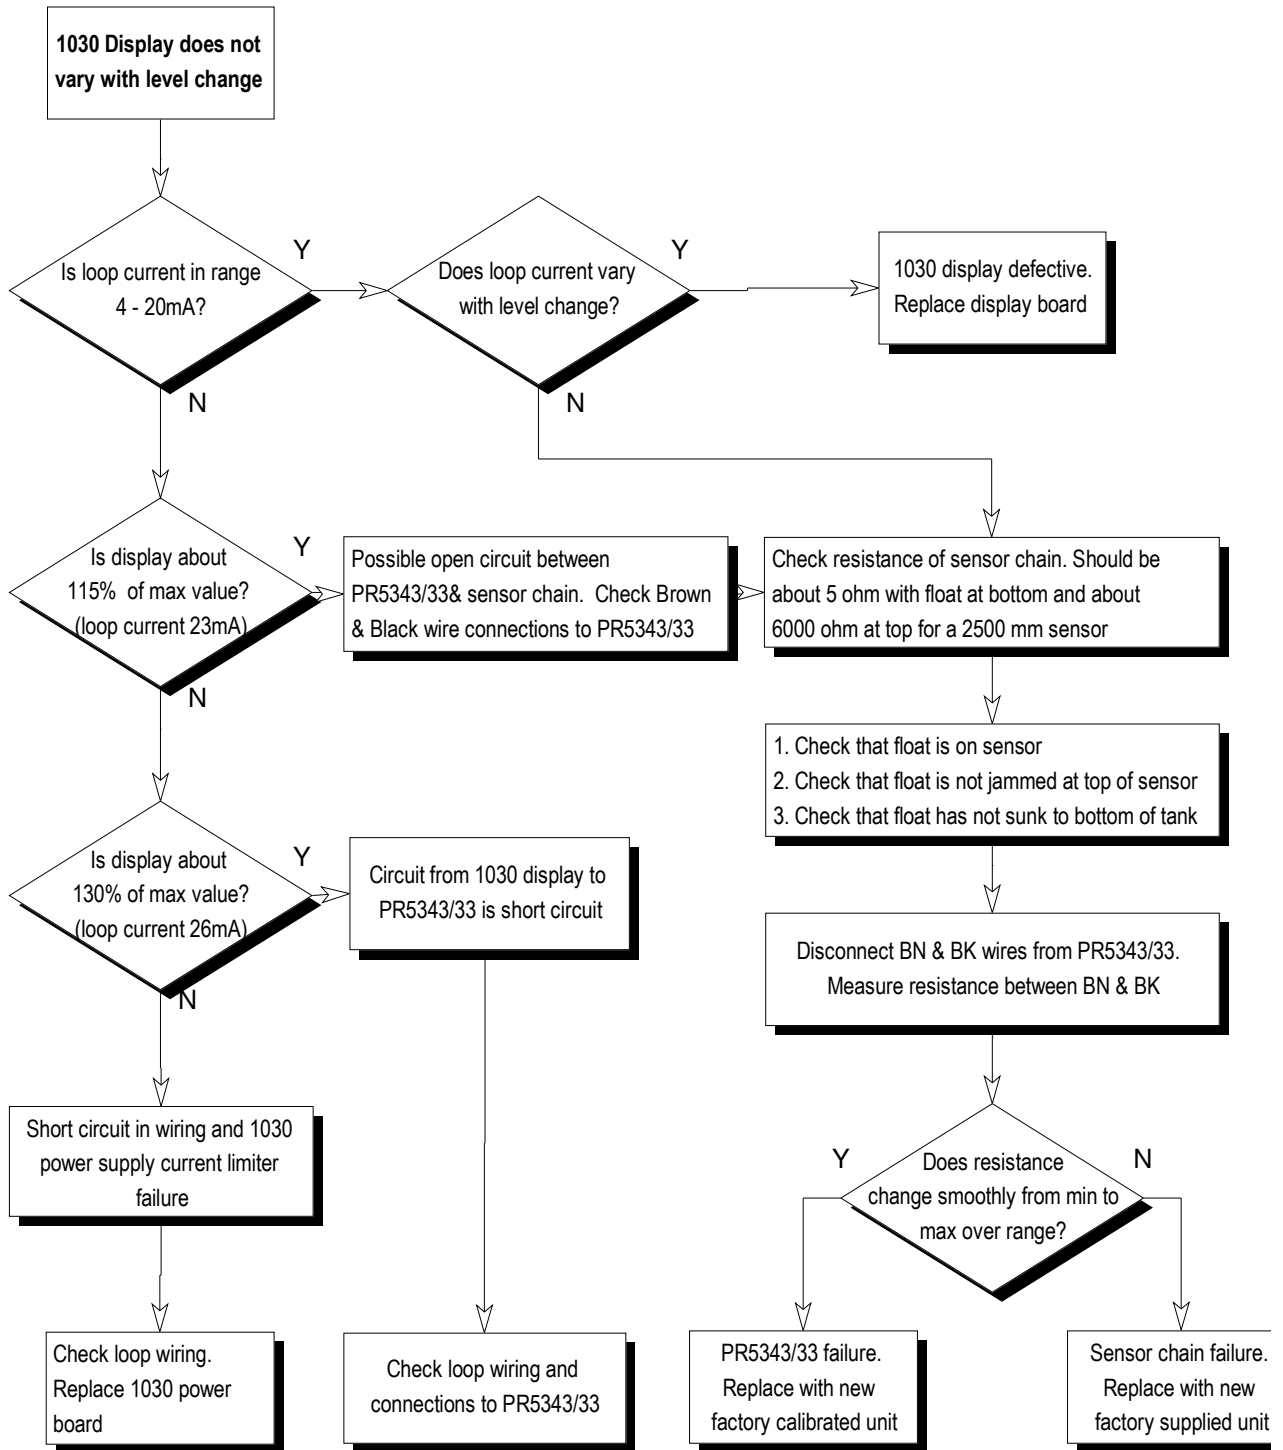 1030 Display does not
vary with level change
Y
Y
Is loop current in range
4 - 20mA?
Does loop current vary
with level change?
1030 display defective.
Replace display board
N
N
Y
Is display about
115%  of max value?
(loop current 23mA)
Possible open circuit between
PR5343/33& sensor chain.  Check Brown
& Black wire connections to PR5343/33
Check resistance of sensor chain. Should be
about 5 ohm with float at bottom and about
6000 ohm at top for a 2500 mm sensor
N
1. Check that float is on sensor
2. Check that float is not jammed at top of sensor
3. Check that float has not sunk to bottom of tank
Y
Is display about
130% of max value?
(loop current 26mA)
Circuit from 1030 display to
PR5343/33 is short circuit
Disconnect BN & BK wires from PR5343/33.
Measure resistance between BN & BK
N
Short circuit in wiring and 1030
power supply current limiter
failure
Y
N
Does resistance
change smoothly from min to
max over range?
Check loop wiring.
Replace 1030 power
board
Check loop wiring and
connections to PR5343/33
PR5343/33 failure.
Replace with new
factory calibrated unit
Sensor chain failure.
Replace with new
factory supplied unit